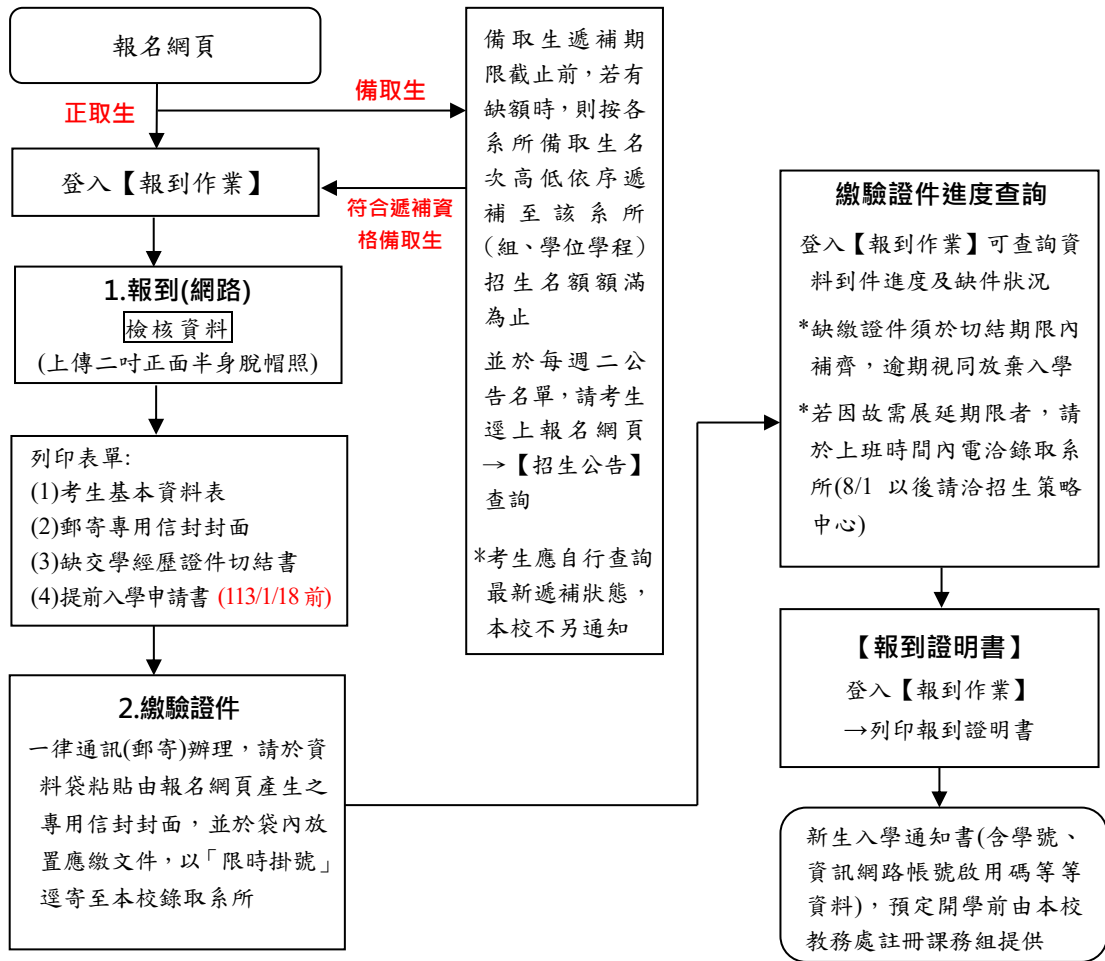 報名網頁
正取生
備取生
登入【報到作業】
符合遞補資
格備取生
1.報到(網路)
檢核資料
(上傳二吋正面半身脫帽照)
列印表單:
(1)考生基本資料表
(2)郵寄專用信封封面
(3)缺交學經歷證件切結書
(4)提前入學申請書 (113/1/18 前)
2.繳驗證件
一律通訊(郵寄)辦理，請於資
料袋粘貼由報名網頁產生之
專用信封封面，並於袋內放
置應繳文件，以「限時掛號」
逕寄至本校錄取系所
備取生遞補期
限截止前，若有
缺額時，則按各
系所備取生名
次高低依序遞
補至該系所
(組、學位學程)
招生名額額滿
為止
並於每週二公
告名單，請考生
逕上報名網頁
→【招生公告】
查詢
*考生應自行查詢
最新遞補狀態，
本校不另通知
繳驗證件進度查詢
登入【報到作業】可查詢資
料到件進度及缺件狀況
*缺繳證件須於切結期限內
補齊，逾期視同放棄入學
*若因故需展延期限者，請
於上班時間內電洽錄取系
所(8/1 以後請洽招生策略
中心)
【報到證明書】
登入【報到作業】
→列印報到證明書
新生入學通知書(含學號、
資訊網路帳號啟用碼等等
資料)，預定開學前由本校
教務處註冊課務組提供